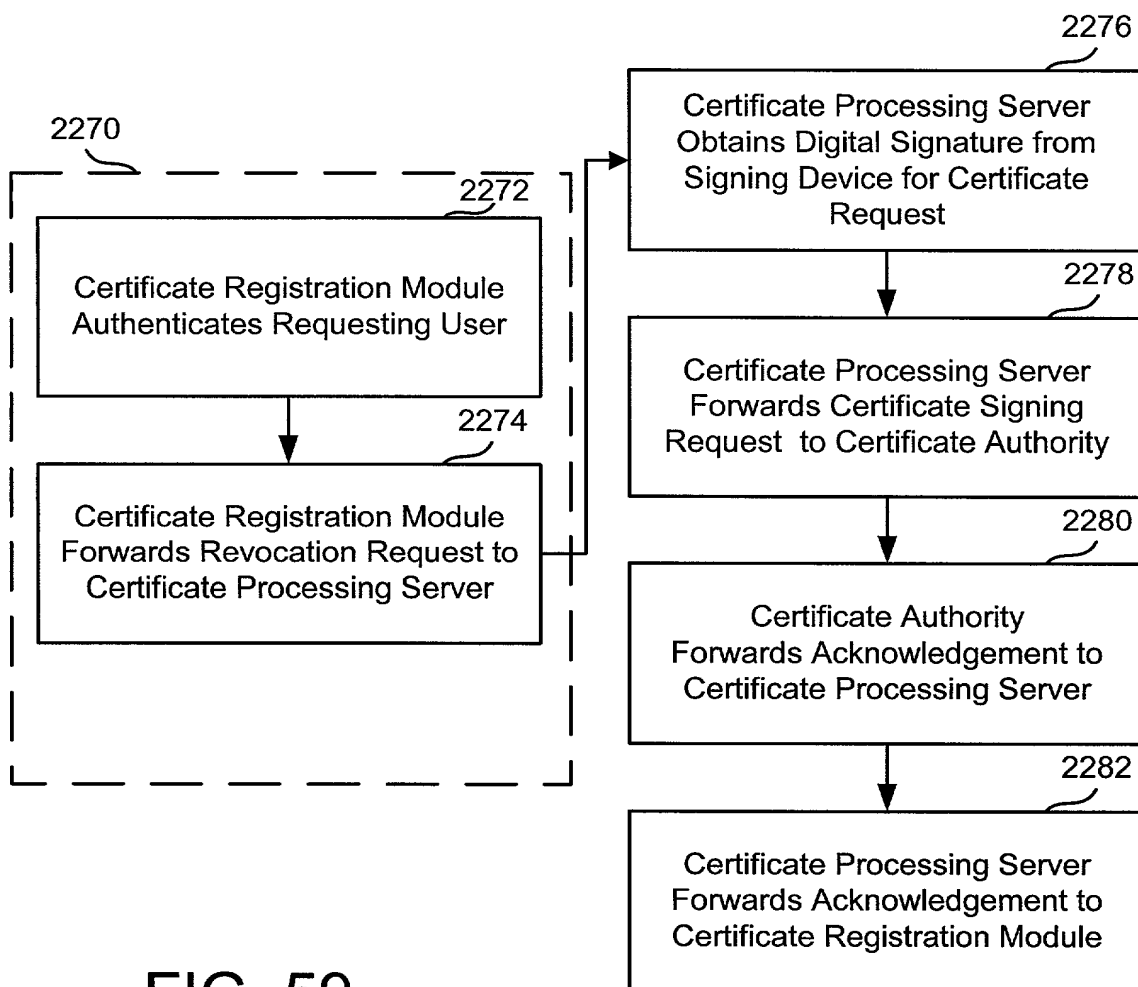 2270
2272
Certificate Registration Module
Authenticates Requesting User
2274
Certificate Registration Module
Forwards Revocation Request to
Certificate Processing Server
2276
Certificate Processing Server
Obtains Digital Signature from
Signing Device for Certificate
Request
2278
Certificate Processing Server
Forwards Certificate Signing
Request to Certificate Authority
2280
Certificate Authority
Forwards Acknowledgement to
Certificate Processing Server
2282
Certificate Processing Server
Forwards Acknowledgement to
Certificate Registration Module
FIG.